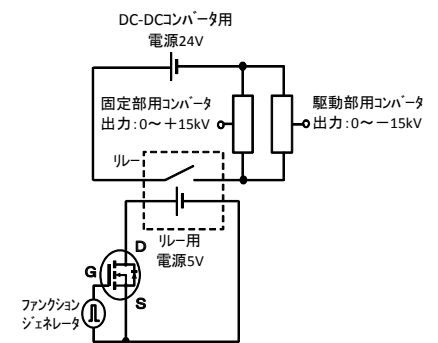 DC-DCコンバータ用
電源24V
固定部用コンバータ
出力:0～＋15kV
駆動部用コンバータ
出力:0～－15kV
リレー
リレー用
電源5V
D
G
S
ファンクション
ジェネレータ